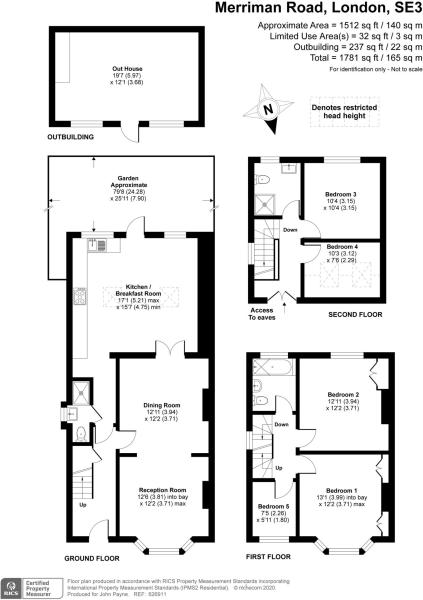 Merriman Road, London, SE3
Approximate Area = 1512 sq ft / 140 sq m
Limited Use Area(s) = 32 sq ft / 3 sq m
Outbuilding = 237 sq ft / 22 sq m
Total = 1781 sq ft / 165 sq m
For identification only - Not to scale
Out House
19'7 (5.97)
x 12'1 (3.68)
OUTBUILDING
N
Denotes restricted
head height
Garden
Approximate
79'8 (24.28)
x 25'11 (7.90)
Kitchen /
Breakfast Room
17'1 (5.21) max
x 15'7 (4.75) min
Dining Room
12'11 (3.94)
x 12'2 (3.71)
Reception Room
12'6 (3.81) into bay
x 12'2 (3.71) max
Up
GROUND FLOOR
Bedroom 3
10'4 (3.15)
x 10'4 (3.15)
Down
Bedroom 4
10'3 (3.12)
x 7'6 (2.29)
Access
To eaves
SECOND FLOOR
Bedroom 2
12'11 (3.94)
x 12'2 (3.71)
Down
Up
Bedroom 1
13'1 (3.99) into bay
x 12'2 (3.71) max
Bedroom 5
7'5 (2.26)
x 5'11 (1.80)
FIRST FLOOR
RICS
Certified
Property
Measurer
Floor plan produced in accordance with RICS Property Measurement Standards incorporating
International Property Measurement Standards (IPMS2 Residential). © nichecom 2020.
Produced for John Payne. REF: 626911